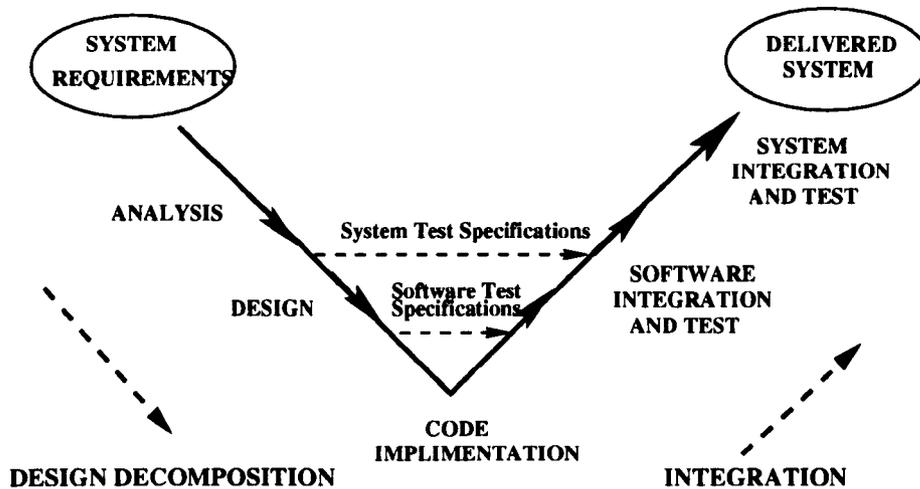 SYSTEM
REQUIREMENTS
DELIVERED
SYSTEM
SYSTEM
INTEGRATION
AND TEST
ANALYSIS
System Test Specifications
SOFTWARE
INTEGRATION
AND TEST
DESIGN
Software Test
Specifications
CODE
IMPLIMENTATION
DESIGN DECOMPOSITION
INTEGRATION